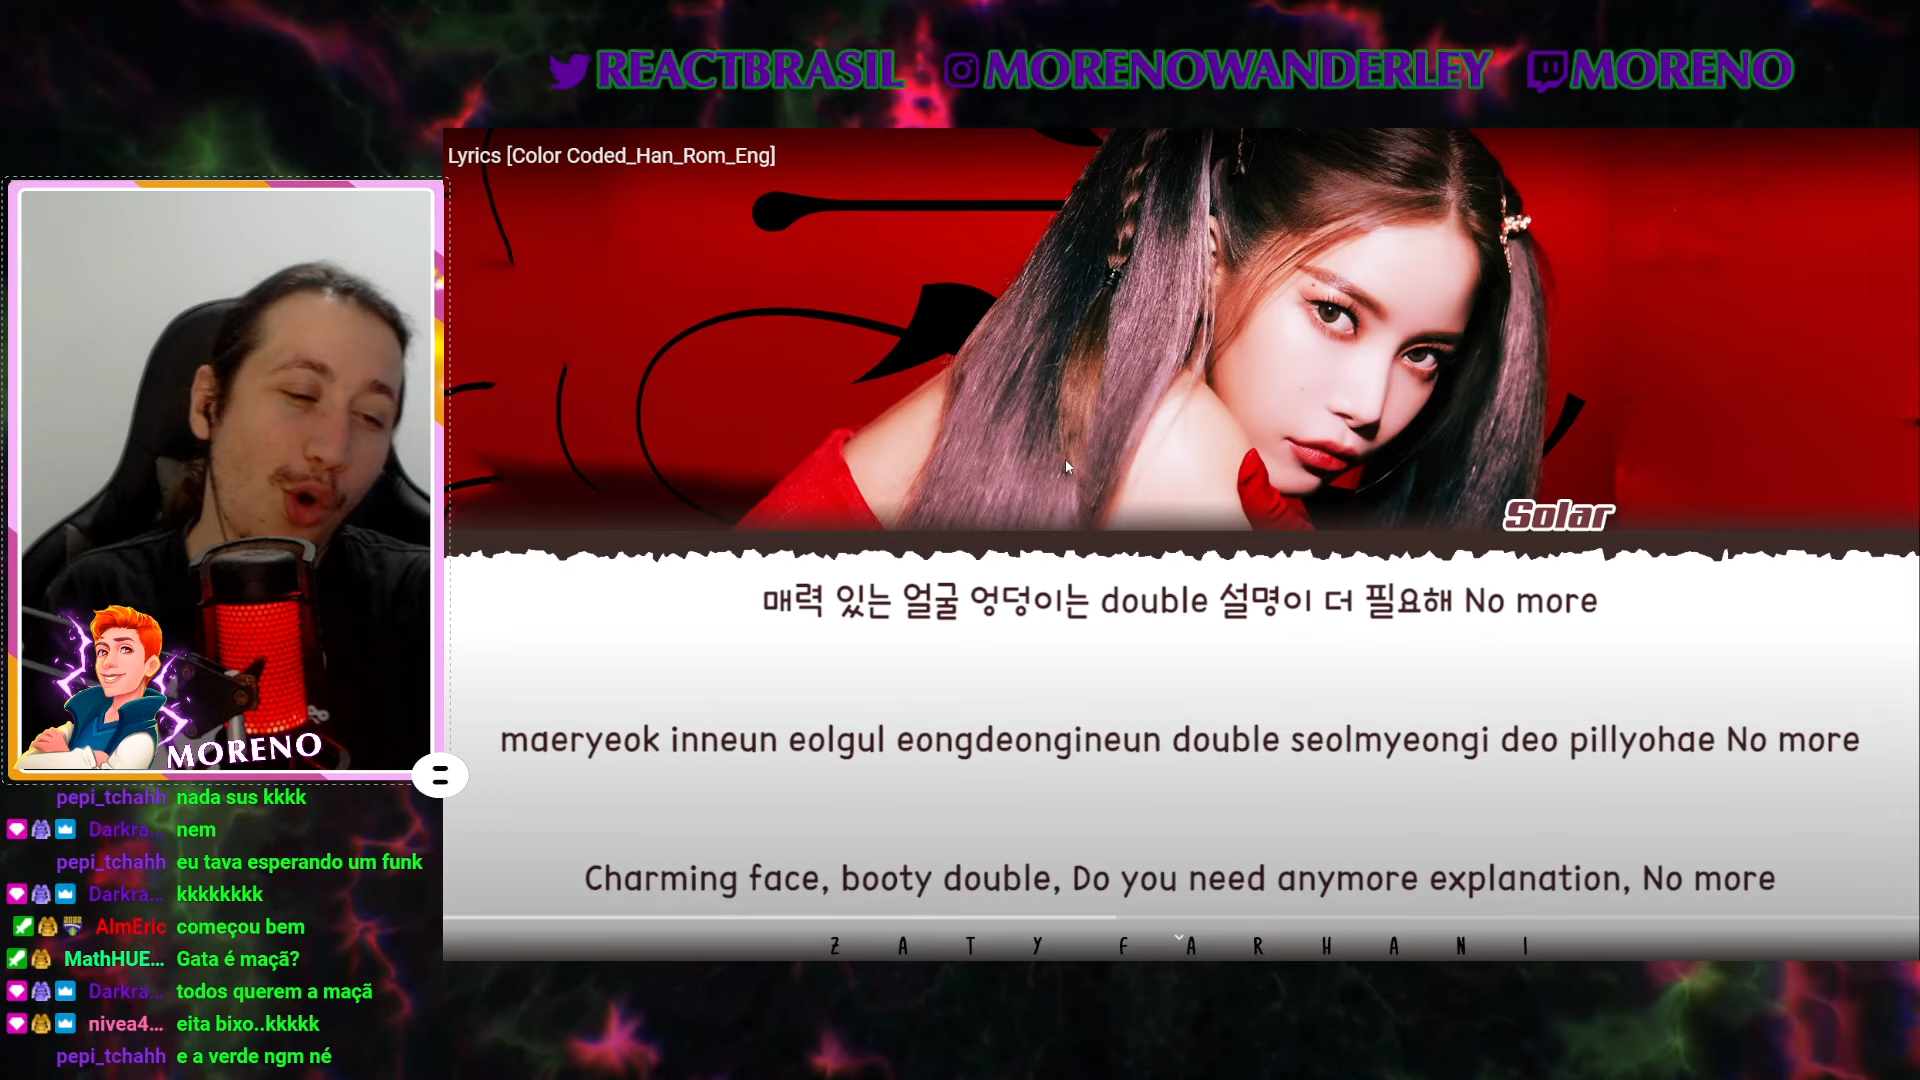 REACTBRASIL MORENOWANDERLEY MORENO
Lyrics [Color Coded_Han_Rom_Eng]
Solar
매력 있는 얼굴 엉덩이는 double 설명이 더 필요해 No more
maeryeok inneun eolgul eongdeongineun double seolmyeongi deo pillyohae No more
Charming face, booty double, Do you need anymore explanation, No more
ZATY FARHANI
MORENO
pepi_tchahh nada sus kkkk
Darkra... nem
pepi_tchahh eu tava esperando um funk
Darkra... kkkkkkkk
AlmEric começou bem
MathHUE... Gata é maçã?
Darkra... todos querem a maçã
nivea4... eita bixo..kkkkk
pepi_tchahh e a verde ngm né